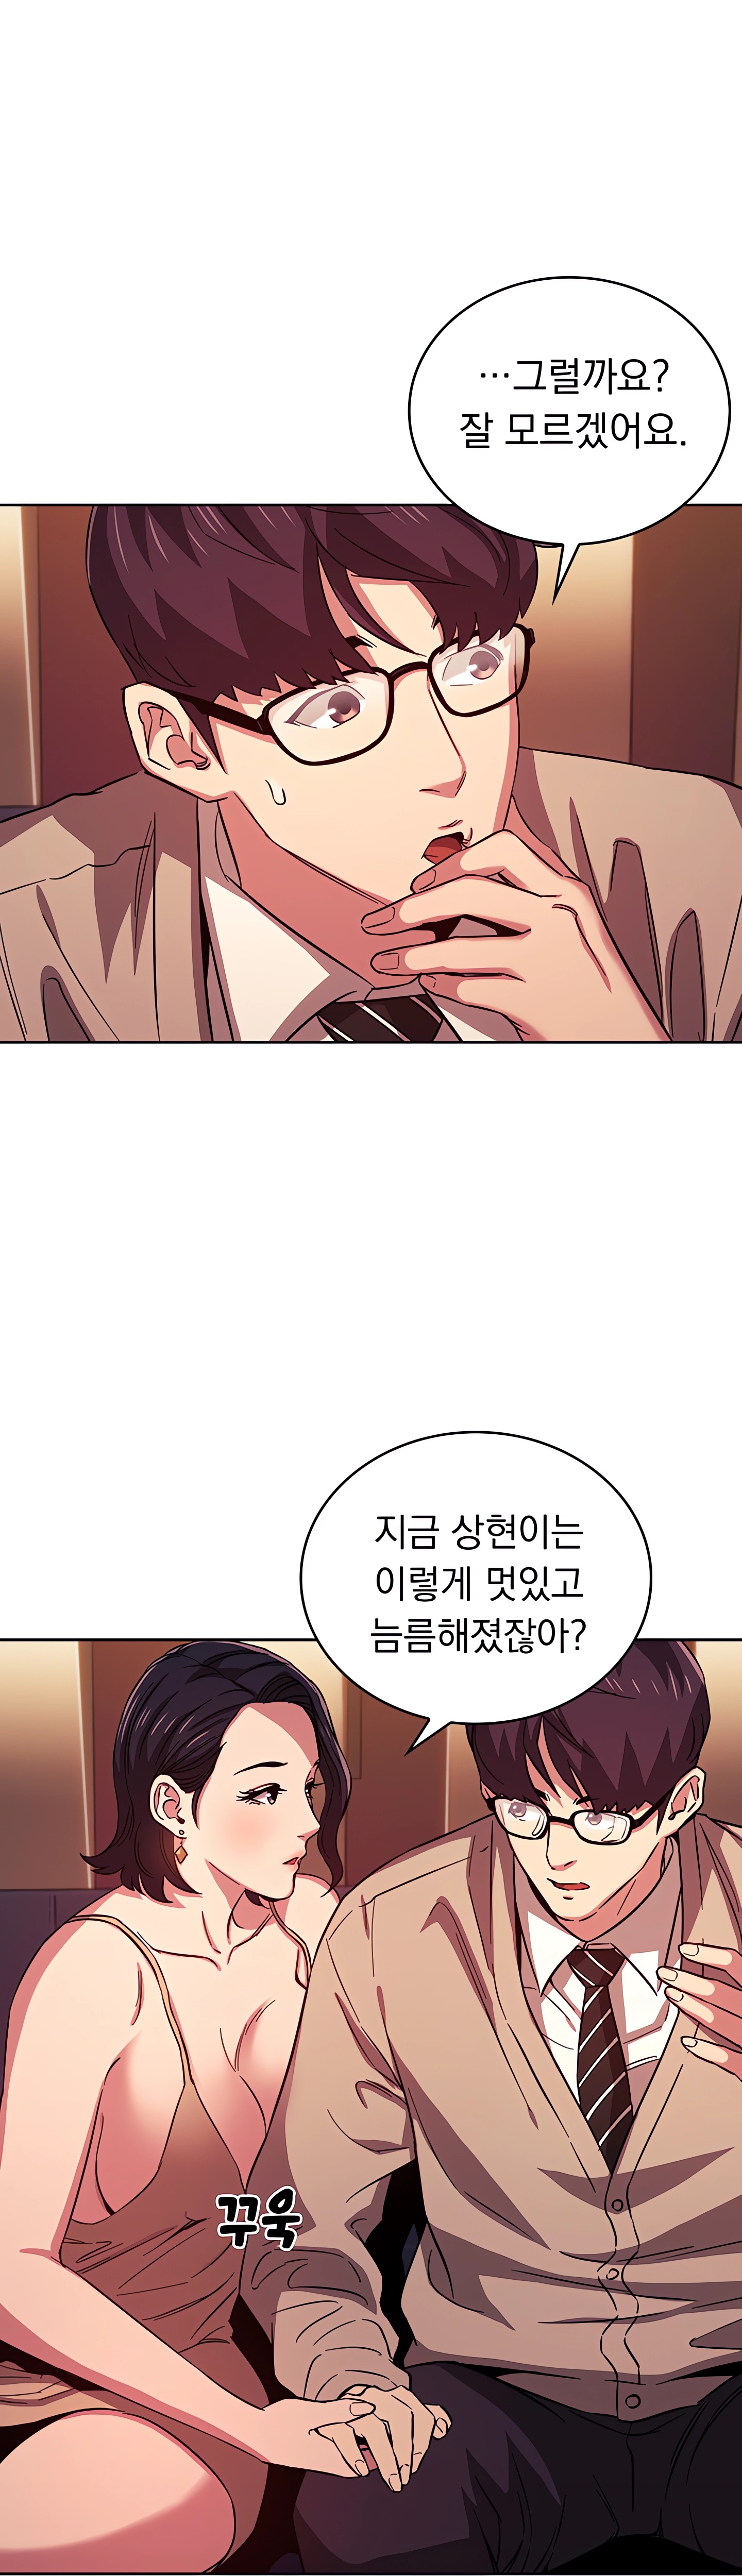 …그럴까요?
잘 모르겠어요.
지금 상현이는
이렇게 멋있고
늠름해졌잖아?
꾸욱